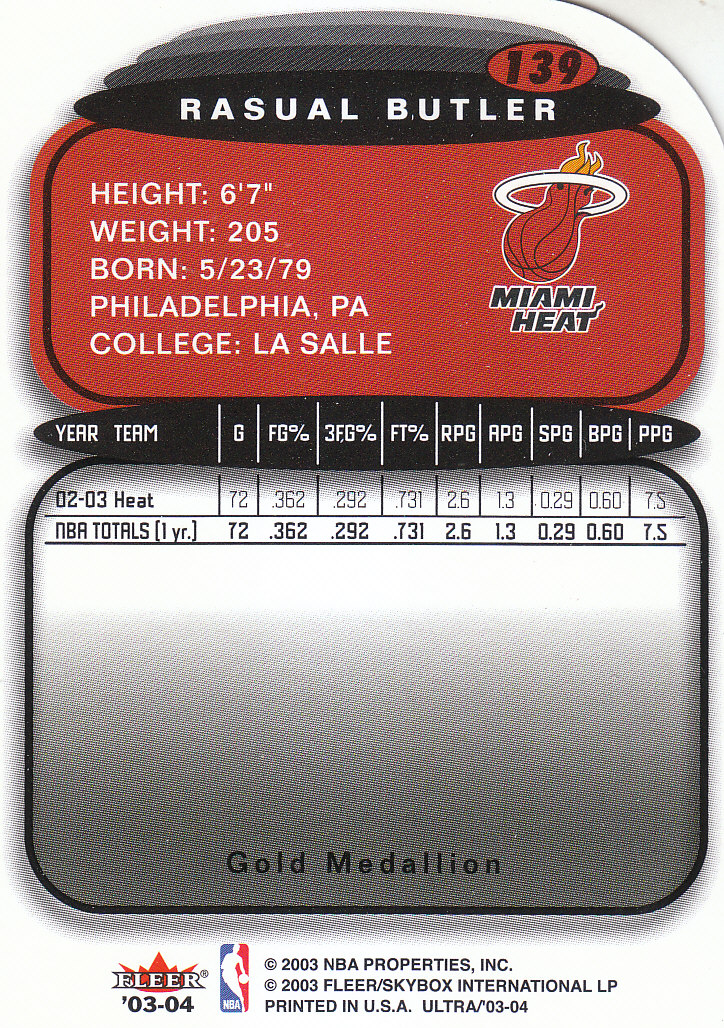 139
RASUAL BUTLER
HEIGHT: 6'7"
WEIGHT: 205
BORN: 5/23/79
PHILADELPHIA, PA
COLLEGE: LA SALLE
MIAMI
HEAT
YEAR TEAM G FG% 3FG% FT% RPG APG SPG BPG PPG
02-03 Heat 72 .362 .292 .731 2.6 1.3 0.29 0.60 7.5
NBA TOTALS (1 yr.) 72 .362 .292 .731 2.6 1.3 0.29 0.60 7.5
Gold Medallion
FLEER®
'03-04
NBA
© 2003 NBA PROPERTIES, INC.
© 2003 FLEER/SKYBOX INTERNATIONAL LP
PRINTED IN U.S.A. ULTRA/'03-04